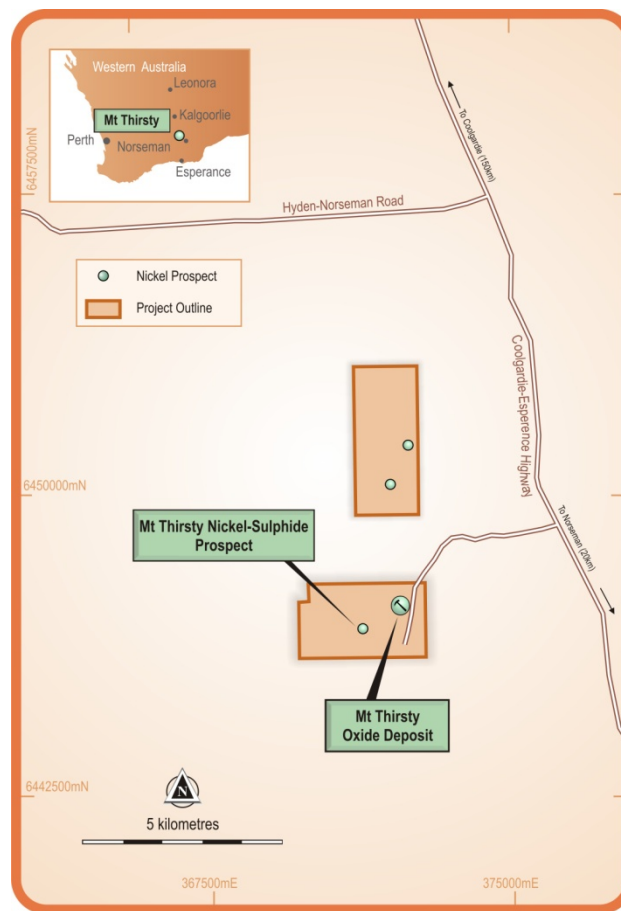 Western Australia
Leonora
Mt Thirsty
Kalgoorlie
Perth
Norseman
Esperance
6457500mN
To Coolgardie (150km)
Hyden-Norseman Road
Nickel Prospect
Project Outline
Coolgardie-Esperence Highway
6450000mN
To Norseman (20km)
Mt Thirsty Nickel-Sulphide
Prospect
Mt Thirsty
Oxide Deposit
6442500mN
N
5 kilometres
367500mE
375000mE